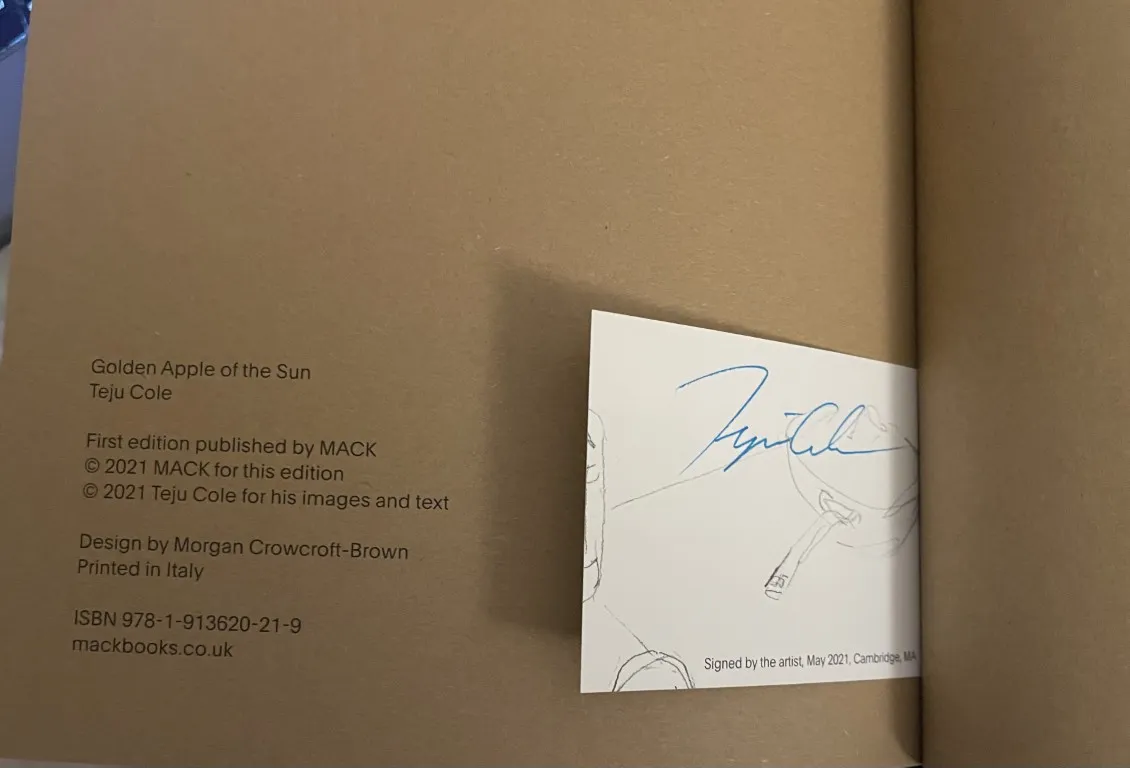 Golden Apple of the Sun
Teju Cole
First edition published by MACK
© 2021 MACK for this edition
© 2021 Teju Cole for his images and text
Design by Morgan Crowcroft-Brown
Printed in Italy
ISBN 978-1-913620-21-9
mackbooks.co.uk
Teju Cole
Signed by the artist, May 2021, Cambridge, MA